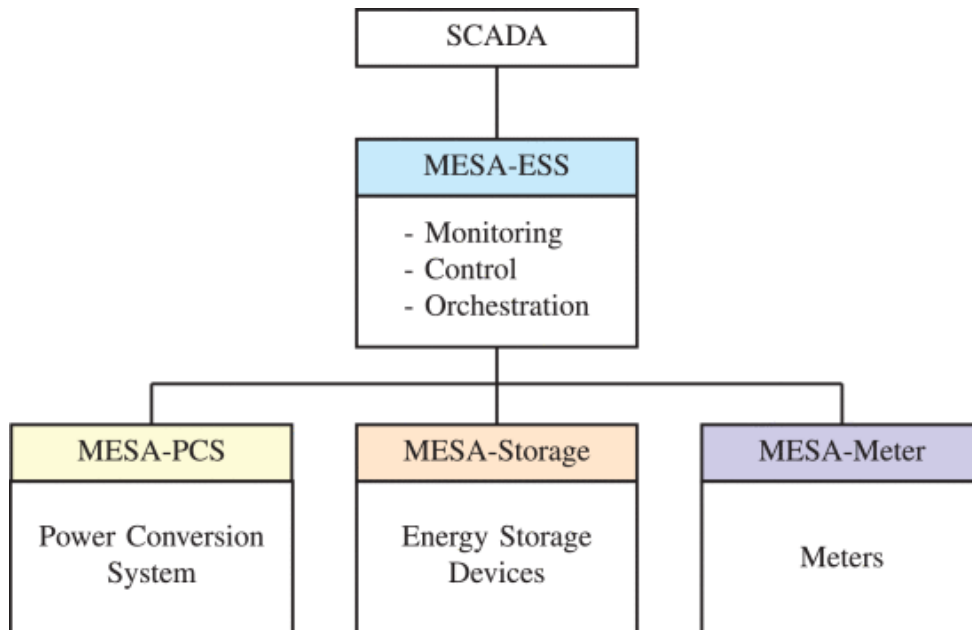 SCADA
MESA-ESS
- Monitoring
- Control
- Orchestration
MESA-PCS
Power Conversion
System
MESA-Storage
Energy Storage
Devices
MESA-Meter
Meters